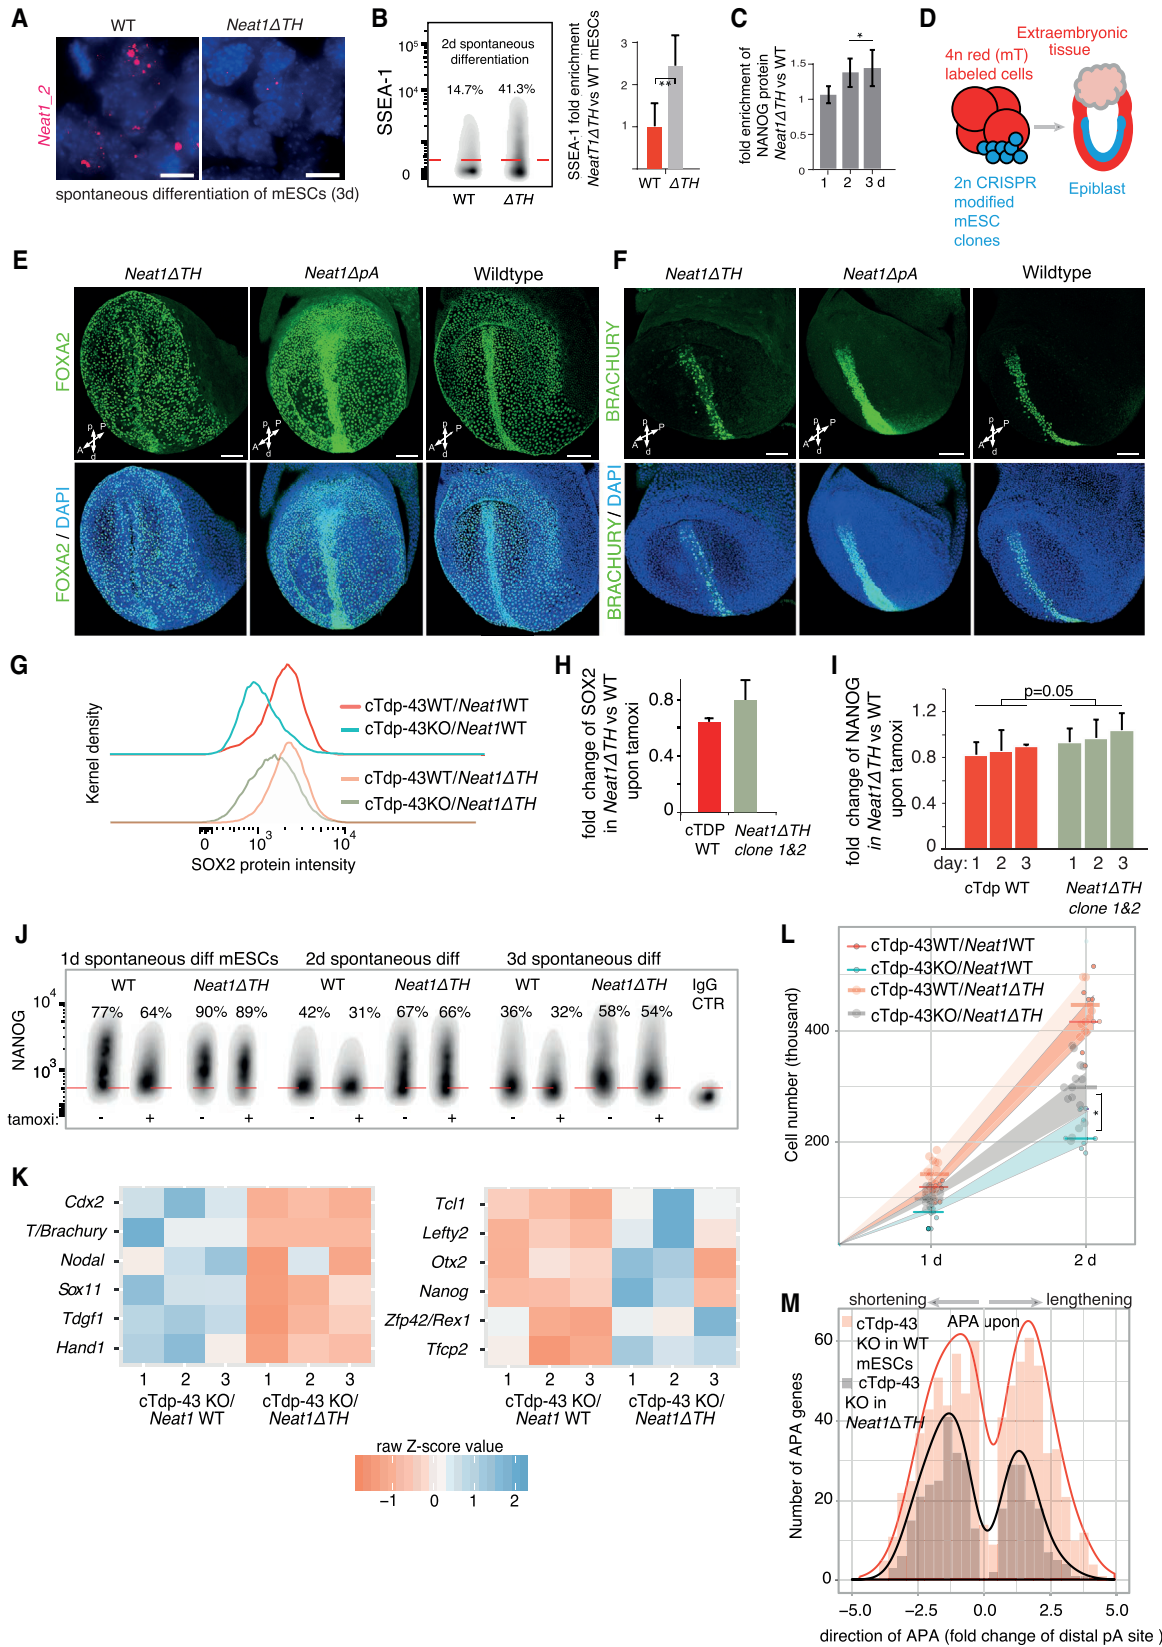 A
WT
Neat1ΔTH
Neat1_2
spontaneous differentiation of mESCs (3d)
B
SSEA-1
10⁵
10⁴
0
2d spontaneous
differentiation
14.7%
41.3%
WT
ΔTH
SSEA-1 fold enrichment
NeatT1ΔTH vs WT mESCs
3
2
1
**
WT
ΔTH
C
fold enrichment of
NANOG protein
Neat1ΔTH vs WT
1.5
1
0.5
0
*
1
2
3 d
D
Extraembryonic
tissue
4n red (mT)
labeled cells
2n CRISPR
modified
mESC
clones
Epiblast
E
Neat1ΔTH
Neat1ΔpA
Wildtype
FOXA2
FOXA2 / DAPI
p
P
A
d
p
P
A
d
p
P
A
d
F
Neat1ΔTH
Neat1ΔpA
Wildtype
BRACHURY
BRACHURY/ DAPI
p
P
A
d
p
P
A
d
p
P
A
d
G
Kernel density
cTdp-43WT/Neat1WT
cTdp-43KO/Neat1WT
cTdp-43WT/Neat1ΔTH
cTdp-43KO/Neat1ΔTH
0
10³
10⁴
SOX2 protein intensity
H
fold change of SOX2
in Neat1ΔTH vs WT
upon tamoxi
0.8
0.4
0
cTDP
WT
Neat1ΔTH
clone 1&2
I
fold change of NANOG
in Neat1ΔTH vs WT
upon tamoxi
1.2
0.8
0.4
0
p=0.05
day: 1 2 3
1 2 3
cTdp WT
Neat1ΔTH
clone 1&2
J
1d spontaneous diff mESCs
2d spontaneous diff
3d spontaneous diff
WT
Neat1ΔTH
WT
Neat1ΔTH
WT
Neat1ΔTH
IgG
CTR
77%
64%
90%
89%
42%
31%
67%
66%
36%
32%
58%
54%
NANOG
10⁴
10³
tamoxi: - + - + - + - + - + - +
K
Cdx2
T/Brachury
Nodal
Sox11
Tdgf1
Hand1
1 2 3 1 2 3
cTdp-43 KO/
Neat1 WT
cTdp-43 KO/
Neat1ΔTH
Tcl1
Lefty2
Otx2
Nanog
Zfp42/Rex1
Tfcp2
1 2 3 1 2 3
cTdp-43 KO/
Neat1 WT
cTdp-43 KO/
Neat1ΔTH
raw Z-score value
−1 0 1 2
L
cTdp-43WT/Neat1WT
cTdp-43KO/Neat1WT
cTdp-43WT/Neat1ΔTH
cTdp-43KO/Neat1ΔTH
Cell number (thousand)
400
200
*
1 d
2 d
M
shortening
lengthening
APA upon
cTdp-43
KO in WT
mESCs
cTdp-43
KO in
Neat1ΔTH
Number of APA genes
60
40
20
0
−5.0 −2.5 0.0 2.5 5.0
direction of APA (fold change of distal pA site )